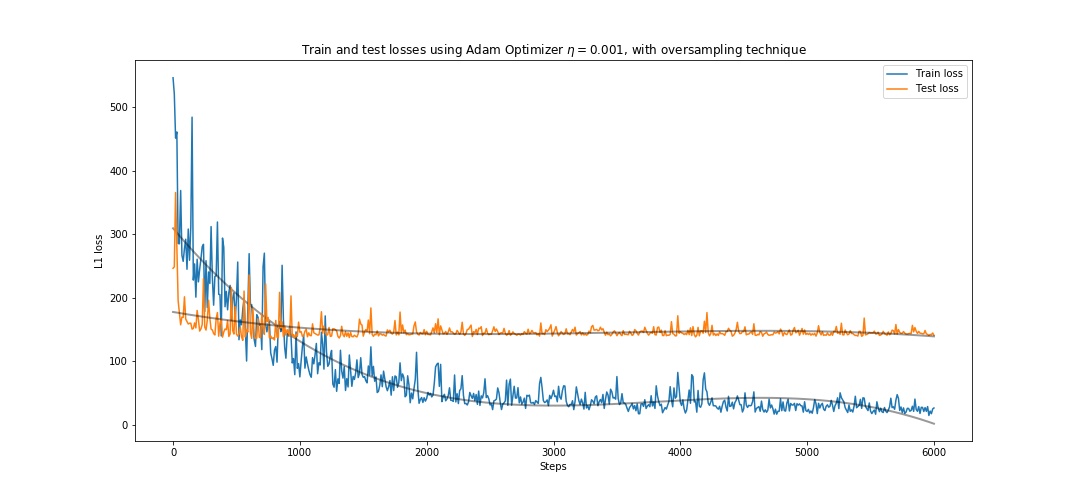 Train and test losses using Adam Optimizer η = 0.001, with oversampling technique
Train loss
Test loss
500
400
300
200
100
0
L1 loss
0 1000 2000 3000 4000 5000 6000
Steps